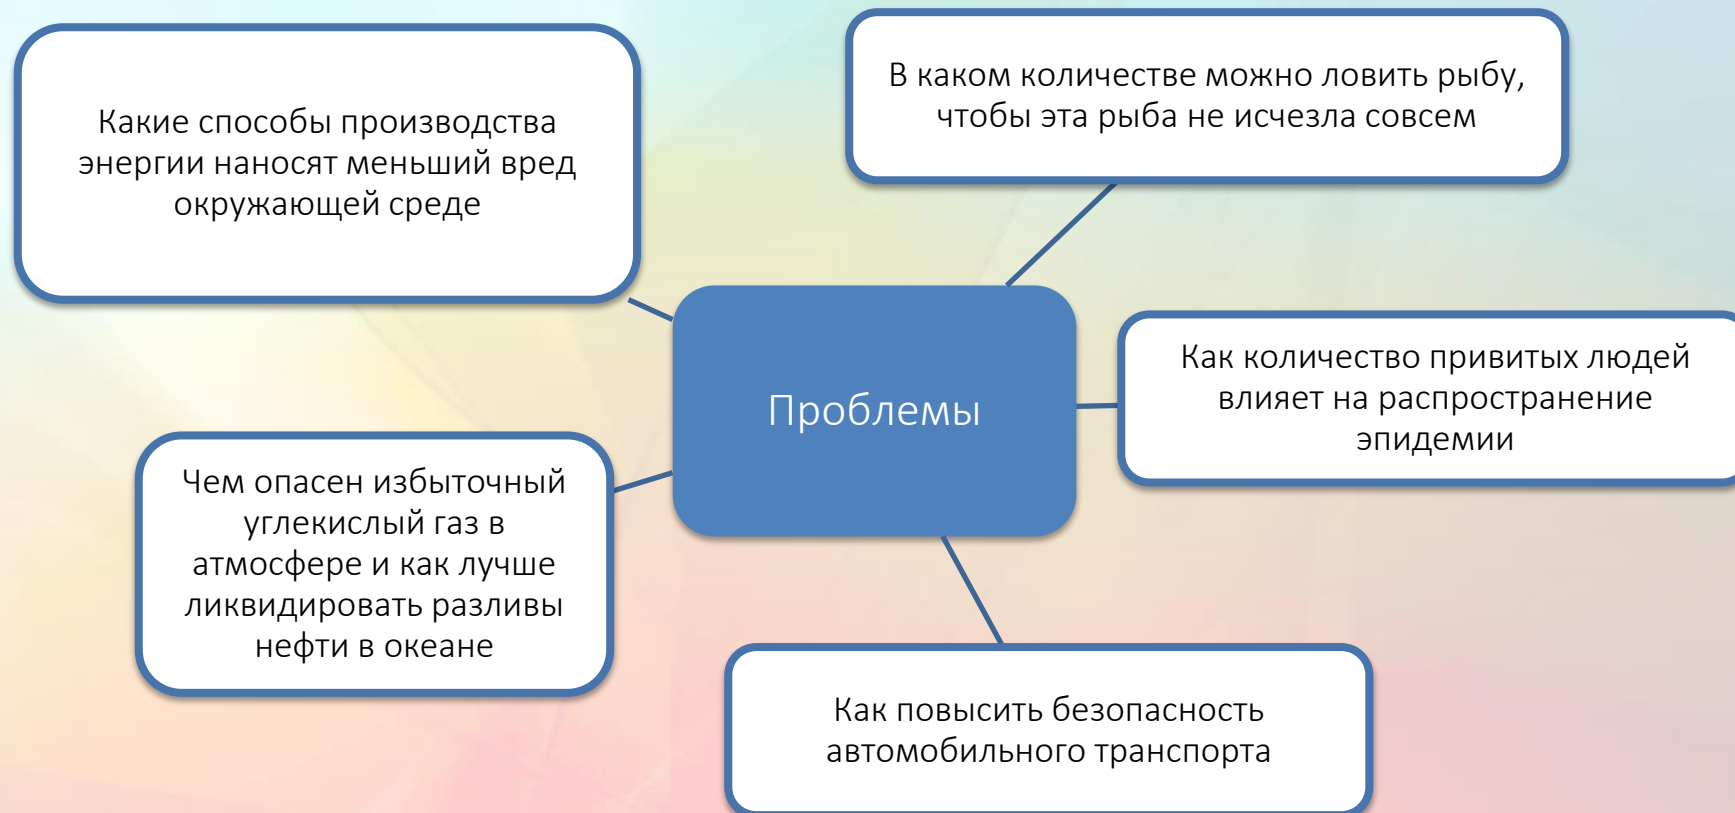 Какие способы производства
энергии наносят меньший вред
окружающей среде
В каком количестве можно ловить рыбу,
чтобы эта рыба не исчезла совсем
Проблемы
Как количество привитых людей
влияет на распространение
эпидемии
Чем опасен избыточный
углекислый газ в
атмосфере и как лучше
ликвидировать разливы
нефти в океане
Как повысить безопасность
автомобильного транспорта